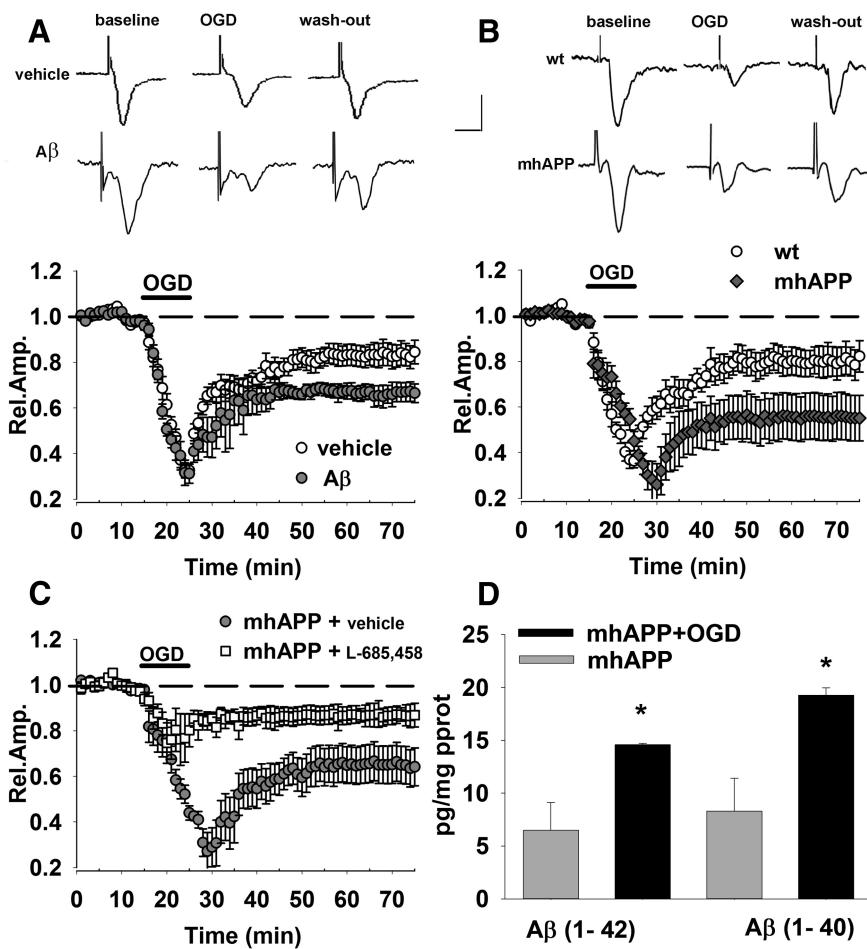 A
baseline OGD wash-out
vehicle
Aβ
1.2
1.0
0.8
0.6
0.4
0.2
Rel.Amp.
OGD
vehicle
Aβ
0 10 20 30 40 50 60 70
Time (min)
B
baseline OGD wash-out
wt
mhAPP
wt
mhAPP
1.2
1.0
0.8
0.6
0.4
0.2
Rel.Amp.
OGD
0 10 20 30 40 50 60 70
Time (min)
C
mhAPP + vehicle
mhAPP + L-685,458
1.2
1.0
0.8
0.6
0.4
0.2
Rel.Amp.
OGD
0 10 20 30 40 50 60 70
Time (min)
D
25
20
15
10
5
0
pg/mg pprot
mhAPP+OGD
mhAPP
*
*
Aβ (1- 42) Aβ (1- 40)